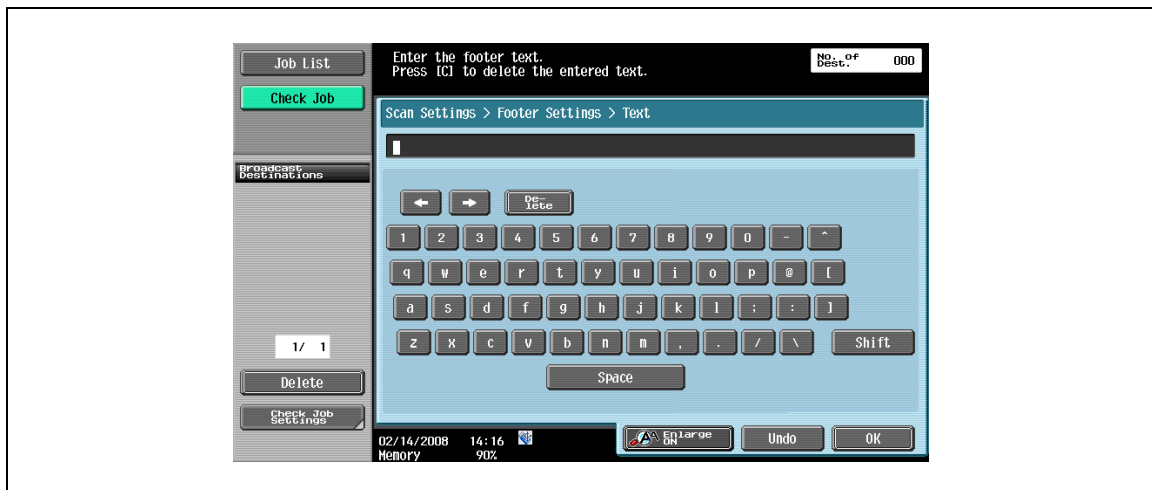 Job List
Check Job
Broadcast
Destinations
1/ 1
Delete
Check Job
Settings
Enter the footer text.
Press [C] to delete the entered text.
No. of
Dest. 000
Scan Settings > Footer Settings > Text
← → De-
lete
1 2 3 4 5 6 7 8 9 0 - ^
q w e r t y u i o p @ [
a s d f g h j k l ; : ]
z x c v b n m , . / \ Shift
Space
02/14/2008 14:16
Memory 90%
Enlarge
ON
Undo OK